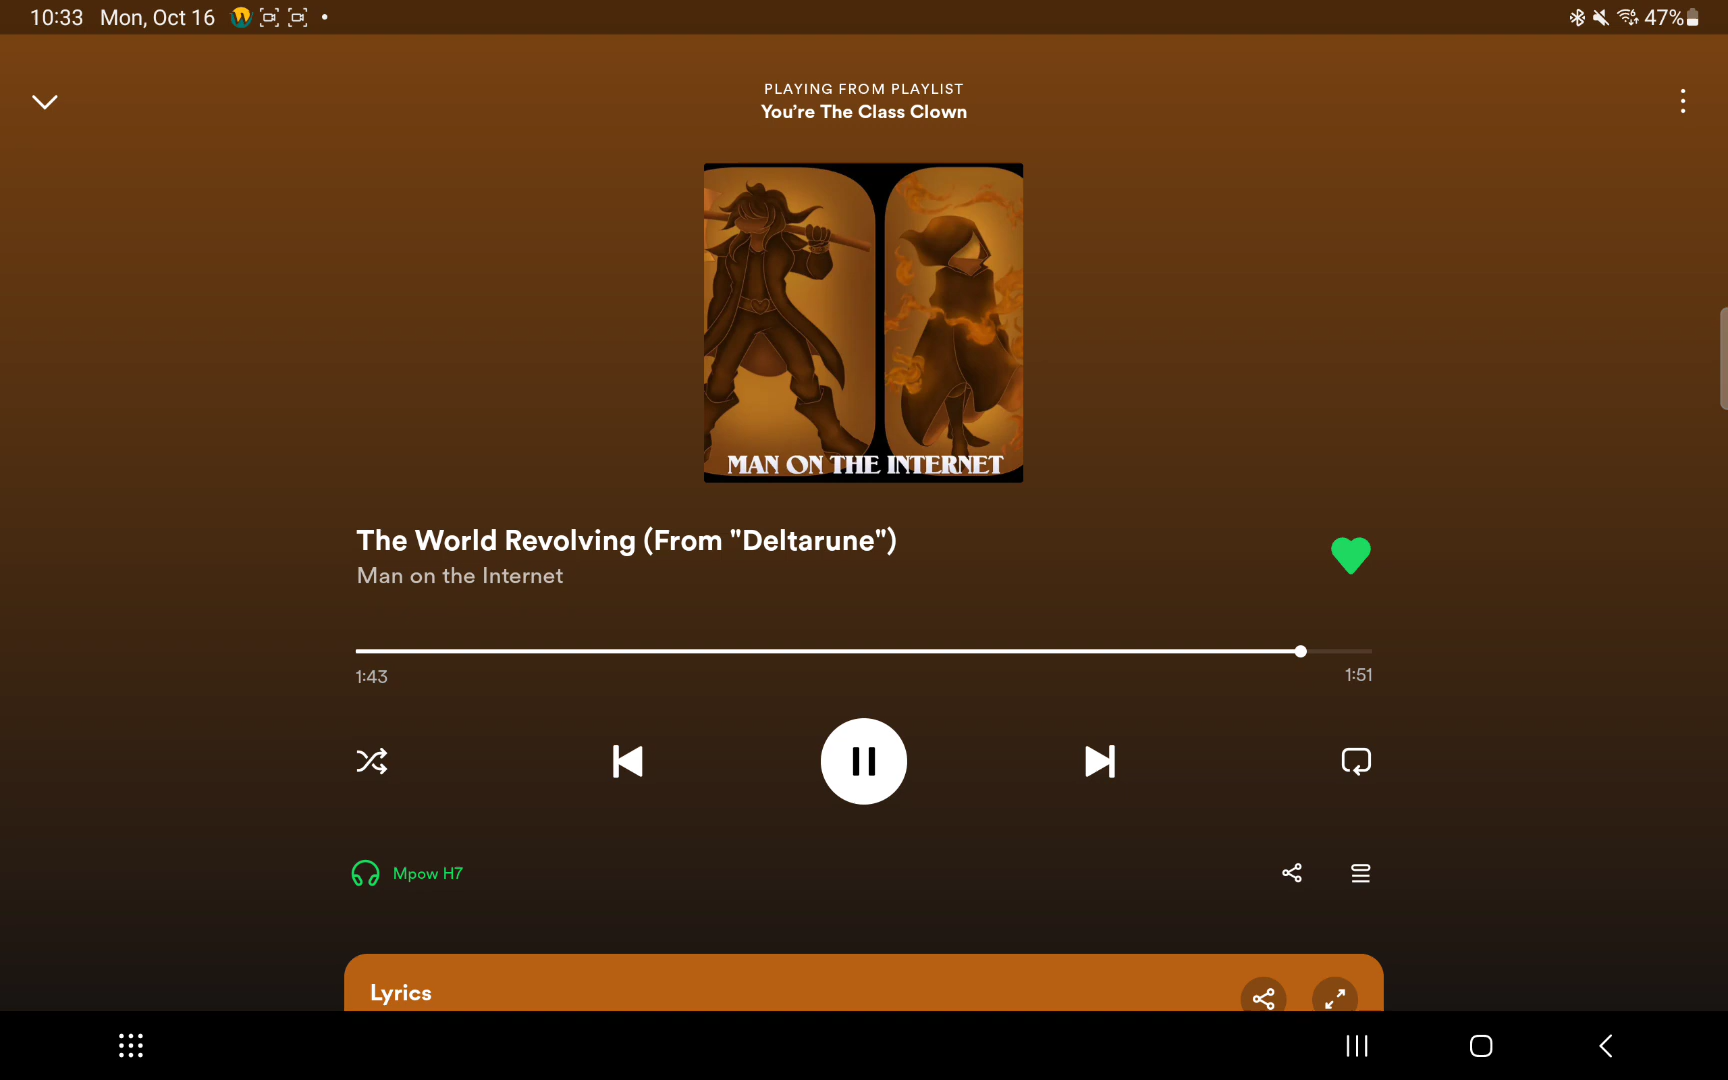 10:33 Mon, Oct 16
47%
PLAYING FROM PLAYLIST
You're The Class Clown
MAN ON THE INTERNET
The World Revolving (From "Deltarune")
Man on the Internet
1:43
1:51
Mpow H7
Lyrics